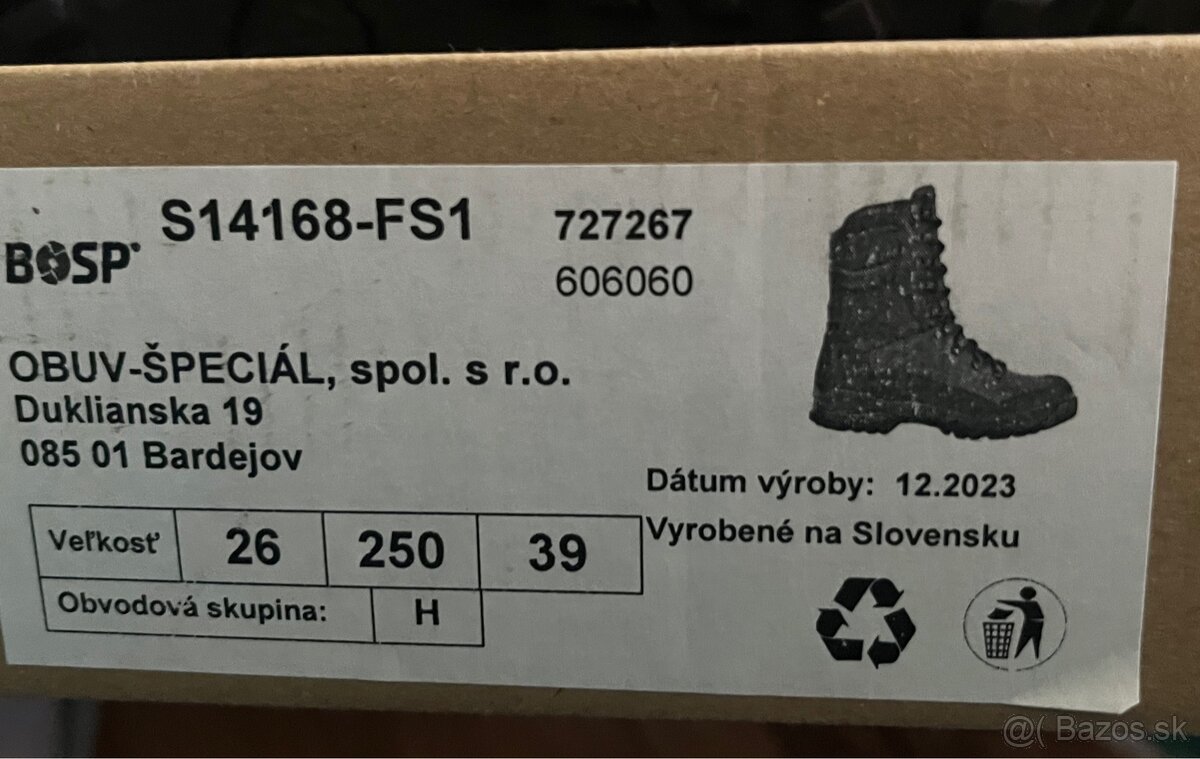 S14168-FS1
727267
BOSP
606060
OBUV-ŠPECIÁL, spol. s r.o.
Duklianska 19
085 01 Bardejov
Dátum výroby: 12.2023
Vyrobené na Slovensku
Veľkosť 26 250 39
Obvodová skupina: H
@( Bazos.sk